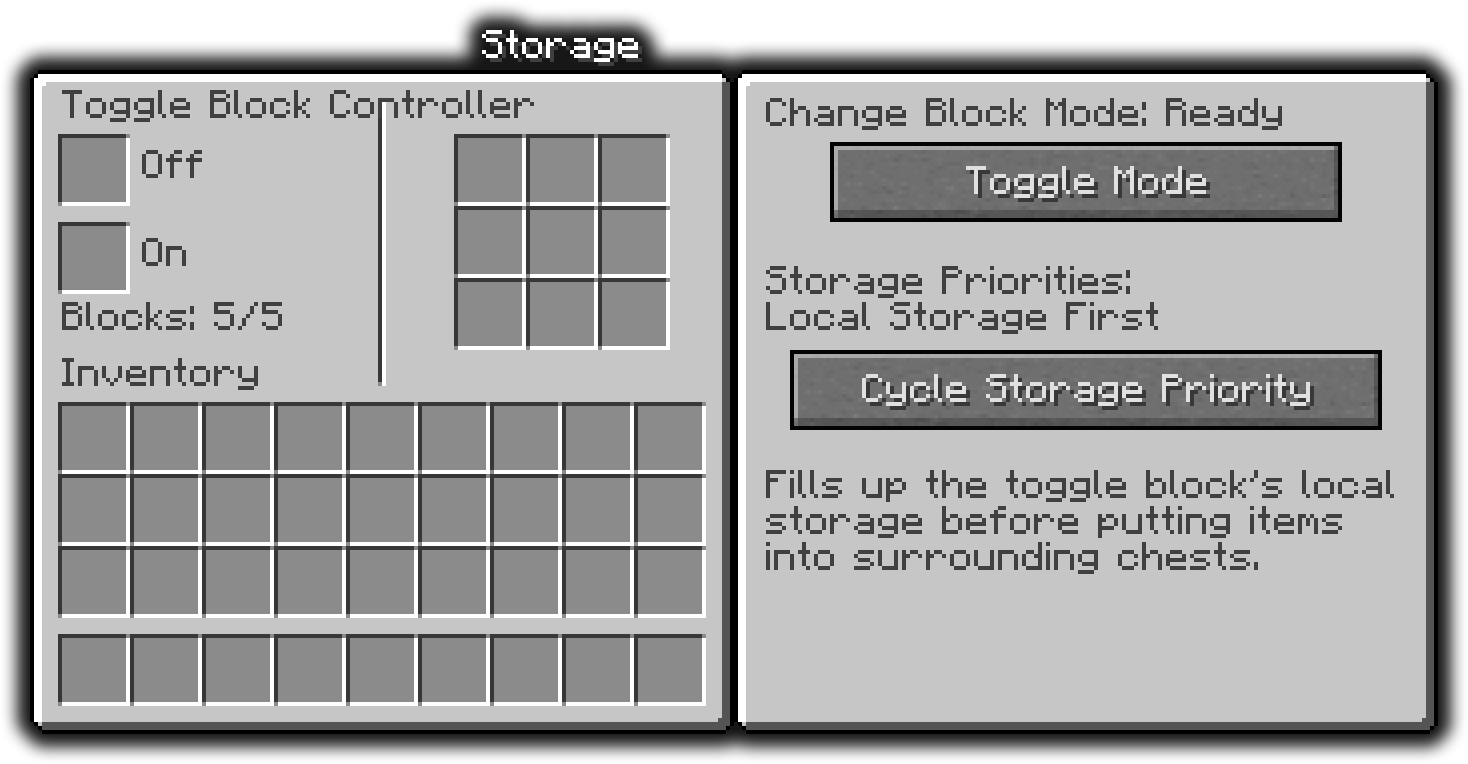 Storage
Toggle Block Controller
Off
On
Blocks: 5/5
Inventory
Change Block Mode: Ready
Toggle Mode
Storage Priorities:
Local Storage First
Cycle Storage Priority
Fills up the toggle block's local
storage before putting items
into surrounding chests.